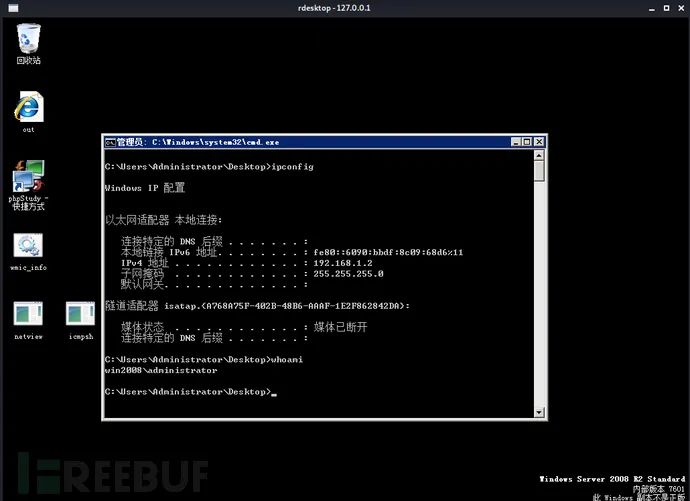 rdesktop - 127.0.0.1
回收站
out
phpStudy -
快捷方式
wmic_info
netview
icmpsh
管理员: C:\Windows\system32\cmd.exe
C:\Users\Administrator\Desktop>ipconfig
Windows IP 配置
以太网适配器 本地连接:
连接特定的 DNS 后缀 . . . . . . . :
本地链接 IPv6 地址. . . . . . . . : fe80::6090:bbdf:8c09:68d6%11
IPv4 地址 . . . . . . . . . . . . : 192.168.1.2
子网掩码 . . . . . . . . . . . . : 255.255.255.0
默认网关. . . . . . . . . . . . . :
隧道适配器 isatap.{A768A75F-402B-48B6-AAAF-1E2F862842DA}:
媒体状态 . . . . . . . . . . . . : 媒体已断开
连接特定的 DNS 后缀 . . . . . . . :
C:\Users\Administrator\Desktop>whoami
win2008\administrator
C:\Users\Administrator\Desktop>_
FREEBUF
Windows Server 2008 R2 Standard
内部版本 7601
此 Windows 副本不是正版